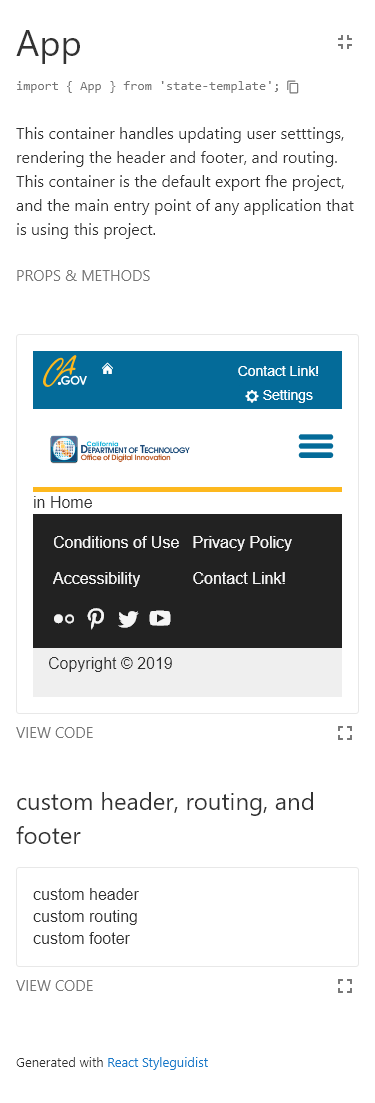 App
import { App } from 'state-template';
This container handles updating user setttings,
rendering the header and footer, and routing.
This container is the default export fhe project,
and the main entry point of any application that
is using this project.
PROPS & METHODS
CA
.GOV
Contact Link!
Settings
California
DEPARTMENT OF TECHNOLOGY
Office of Digital Innovation
in Home
Conditions of Use Privacy Policy
Accessibility Contact Link!
Copyright © 2019
VIEW CODE
custom header, routing, and
footer
custom header
custom routing
custom footer
VIEW CODE
Generated with React Styleguidist